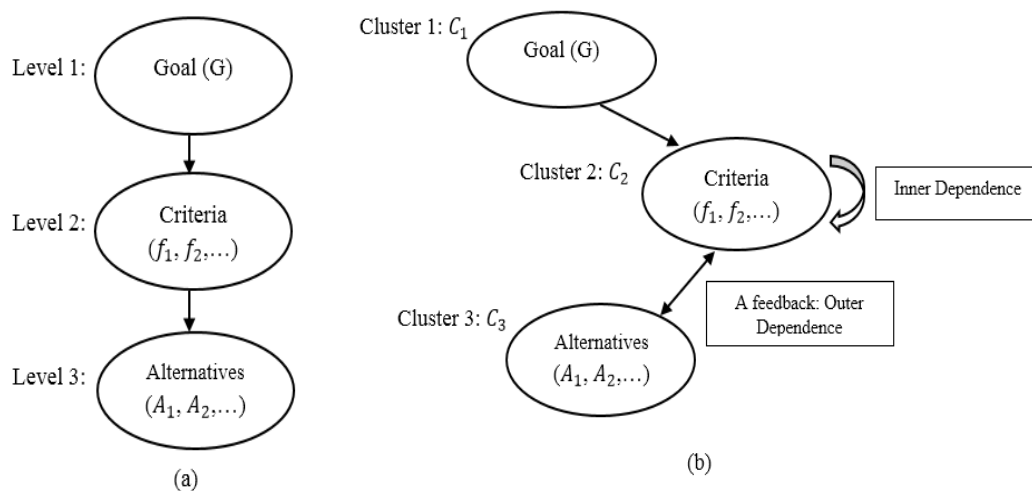 Level 1:
Goal (G)
Level 2:
Criteria
(f₁, f₂,…)
Level 3:
Alternatives
(A₁, A₂,…)
(a)
Cluster 1: C₁
Goal (G)
Cluster 2: C₂
Criteria
(f₁, f₂,…)
Inner Dependence
A feedback: Outer
Dependence
Cluster 3: C₃
Alternatives
(A₁, A₂,…)
(b)